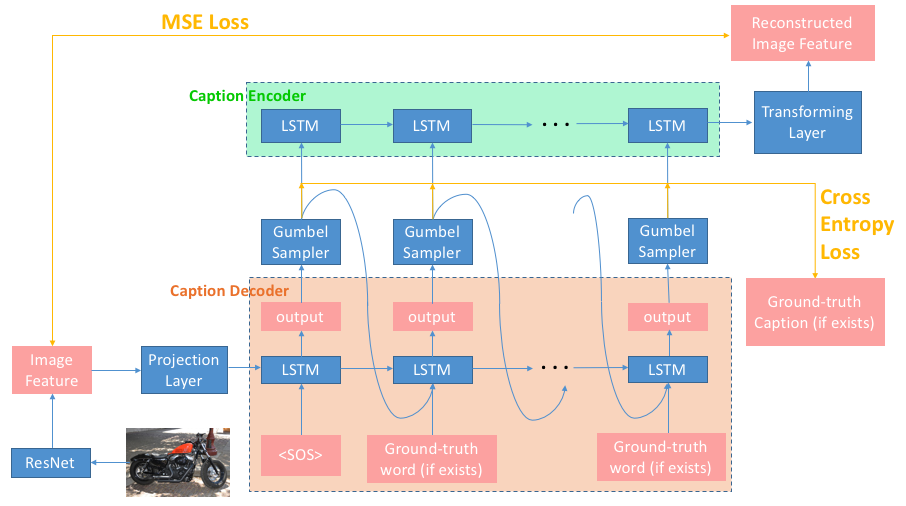 MSE Loss
Reconstructed
Image Feature
Caption Encoder
LSTM
LSTM
...
LSTM
Transforming
Layer
Cross
Entropy
Loss
Gumbel
Sampler
Gumbel
Sampler
Gumbel
Sampler
Caption Decoder
output
output
output
Ground-truth
Caption (if exists)
Image
Feature
Projection
Layer
LSTM
LSTM
...
LSTM
ResNet
<SOS>
Ground-truth
word (if exists)
Ground-truth
word (if exists)